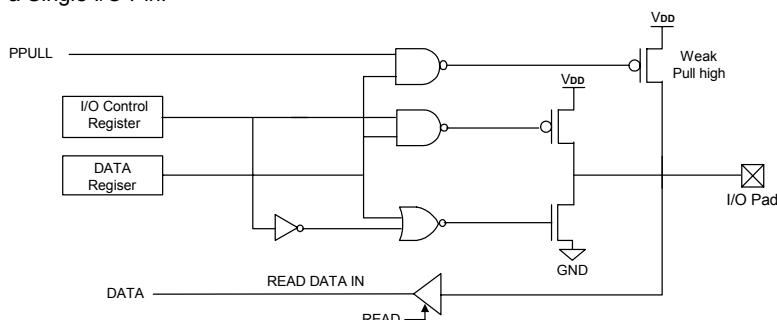 a Single I/O Pin.
VDD
PPULL
Weak
Pull high
VDD
I/O Control
Register
DATA
Regiser
I/O Pad
GND
READ DATA IN
DATA
READ